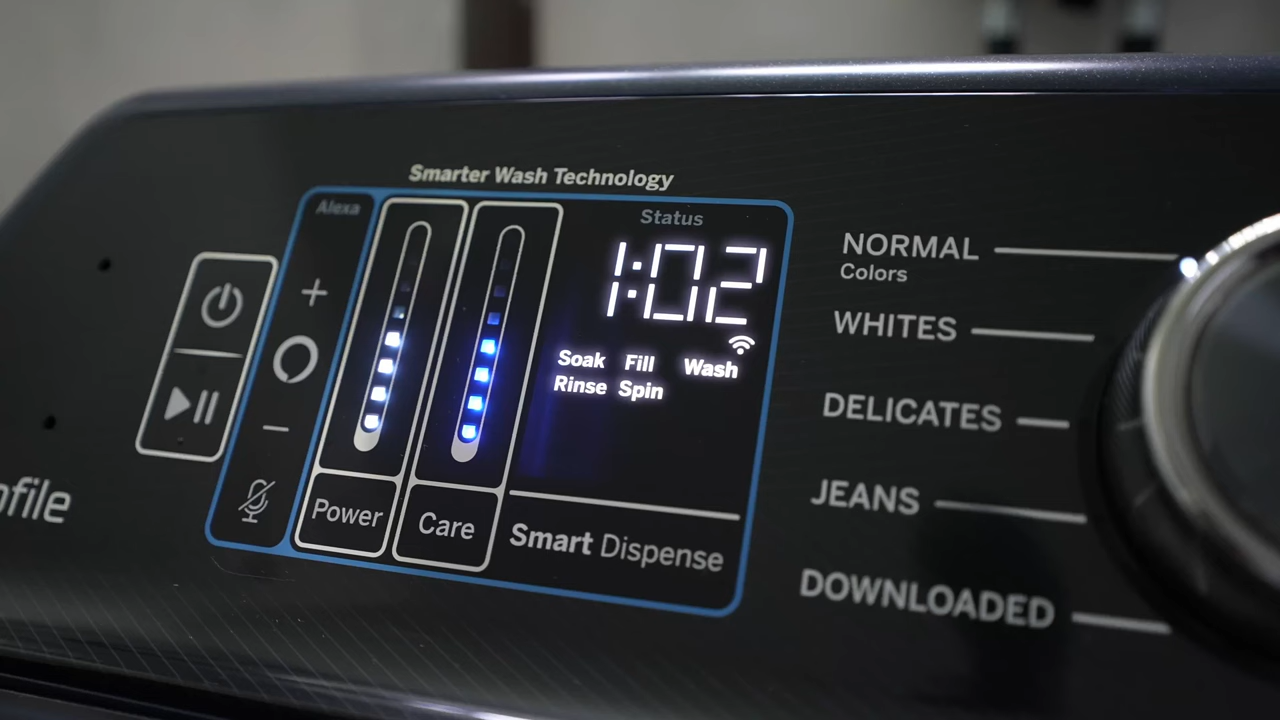 Smarter Wash Technology
Alexa
Status
1:02
Soak Fill Wash
Rinse Spin
Power
Care
Smart Dispense
ofile
NORMAL
Colors
WHITES
DELICATES
JEANS
DOWNLOADED